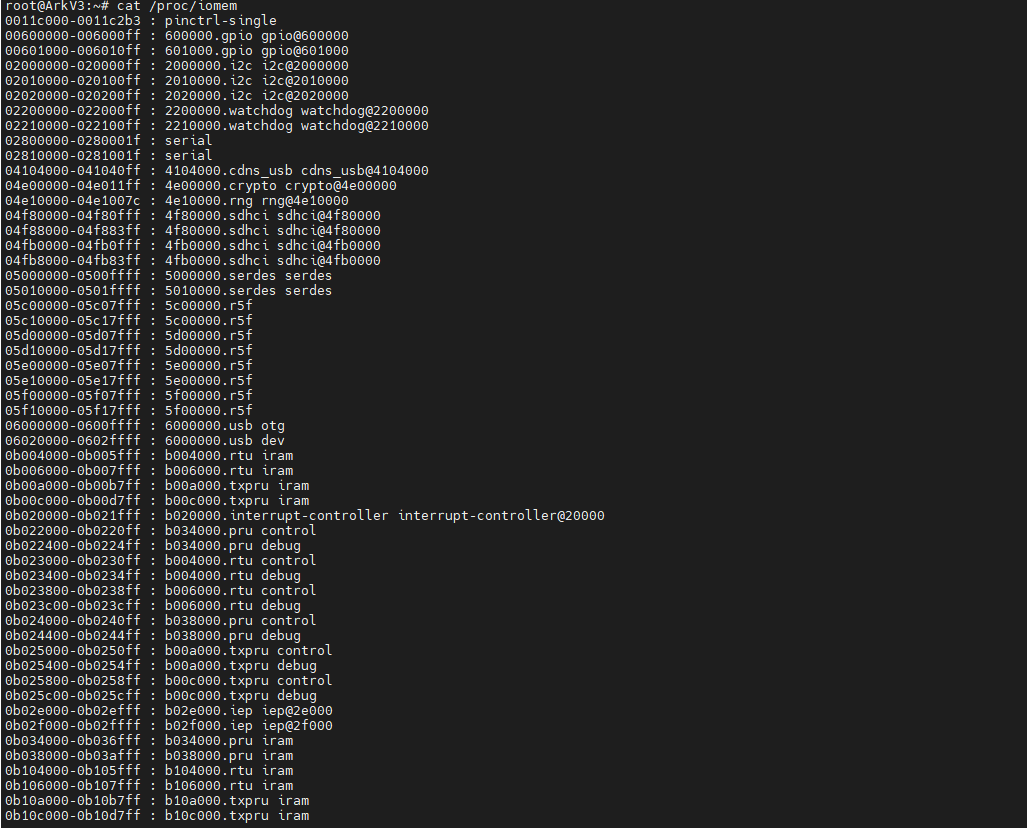 root@ArkV3:~# cat /proc/iomem
0011c000-0011c2b3 : pinctrl-single
00600000-006000ff : 600000.gpio gpio@600000
00601000-006010ff : 601000.gpio gpio@601000
02000000-020000ff : 2000000.i2c i2c@2000000
02010000-020100ff : 2010000.i2c i2c@2010000
02020000-020200ff : 2020000.i2c i2c@2020000
02200000-022000ff : 2200000.watchdog watchdog@2200000
02210000-022100ff : 2210000.watchdog watchdog@2210000
02800000-0280001f : serial
02810000-0281001f : serial
04104000-041040ff : 4104000.cdns_usb cdns_usb@4104000
04e00000-04e011ff : 4e00000.crypto crypto@4e00000
04e10000-04e1007c : 4e10000.rng rng@4e10000
04f80000-04f80fff : 4f80000.sdhci sdhci@4f80000
04f88000-04f883ff : 4f80000.sdhci sdhci@4f80000
04fb0000-04fb0fff : 4fb0000.sdhci sdhci@4fb0000
04fb8000-04fb83ff : 4fb0000.sdhci sdhci@4fb0000
05000000-0500ffff : 5000000.serdes serdes
05010000-0501ffff : 5010000.serdes serdes
05c00000-05c07fff : 5c00000.r5f
05c10000-05c17fff : 5c00000.r5f
05d00000-05d07fff : 5d00000.r5f
05d10000-05d17fff : 5d00000.r5f
05e00000-05e07fff : 5e00000.r5f
05e10000-05e17fff : 5e00000.r5f
05f00000-05f07fff : 5f00000.r5f
05f10000-05f17fff : 5f00000.r5f
06000000-0600ffff : 6000000.usb otg
06020000-0602ffff : 6000000.usb dev
0b004000-0b005fff : b004000.rtu iram
0b006000-0b007fff : b006000.rtu iram
0b00a000-0b00b7ff : b00a000.txpru iram
0b00c000-0b00d7ff : b00c000.txpru iram
0b020000-0b021fff : b020000.interrupt-controller interrupt-controller@20000
0b022000-0b0220ff : b034000.pru control
0b022400-0b0224ff : b034000.pru debug
0b023000-0b0230ff : b004000.rtu control
0b023400-0b0234ff : b004000.rtu debug
0b023800-0b0238ff : b006000.rtu control
0b023c00-0b023cff : b006000.rtu debug
0b024000-0b0240ff : b038000.pru control
0b024400-0b0244ff : b038000.pru debug
0b025000-0b0250ff : b00a000.txpru control
0b025400-0b0254ff : b00a000.txpru debug
0b025800-0b0258ff : b00c000.txpru control
0b025c00-0b025cff : b00c000.txpru debug
0b02e000-0b02efff : b02e000.iep iep@2e000
0b02f000-0b02ffff : b02f000.iep iep@2f000
0b034000-0b036fff : b034000.pru iram
0b038000-0b03afff : b038000.pru iram
0b104000-0b105fff : b104000.rtu iram
0b106000-0b107fff : b106000.rtu iram
0b10a000-0b10b7ff : b10a000.txpru iram
0b10c000-0b10d7ff : b10c000.txpru iram